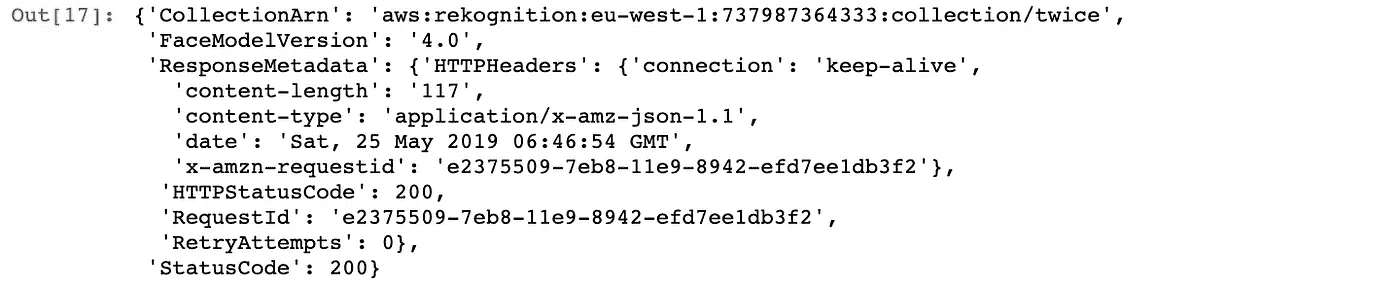 Out[17]: {'CollectionArn': 'aws:rekognition:eu-west-1:737987364333:collection/twice',
'FaceModelVersion': '4.0',
'ResponseMetadata': {'HTTPHeaders': {'connection': 'keep-alive',
'content-length': '117',
'content-type': 'application/x-amz-json-1.1',
'date': 'Sat, 25 May 2019 06:46:54 GMT',
'x-amzn-requestid': 'e2375509-7eb8-11e9-8942-efd7ee1db3f2'},
'HTTPStatusCode': 200,
'RequestId': 'e2375509-7eb8-11e9-8942-efd7ee1db3f2',
'RetryAttempts': 0},
'StatusCode': 200}